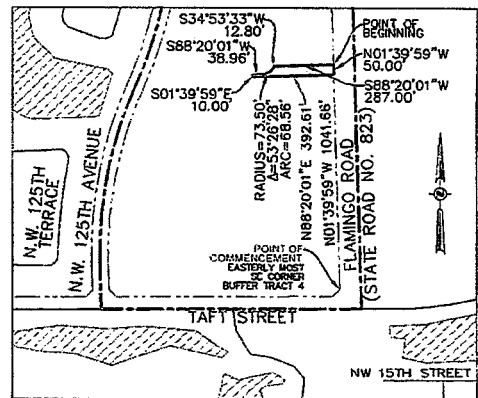 S34°53'33"W
12.80'
S88°20'01"W
38.96'
S01°39'59"E
10.00'
POINT OF
BEGINNING
N01°39'59"W
50.00'
S88°20'01"W
287.00'
RADIUS=73.50'
Δ=53°26'28"
ARC=68.56'
N88°20'01"E 392.61'
N01°39'59"W 1041.66'
FLAMINGO ROAD
(STATE ROAD NO. 823)
N.W. 125TH AVENUE
N.W. 125TH
TERRACE
POINT OF
COMMENCEMENT
EASTERLY MOST
SE CORNER
BUFFER TRACT 4
TAFT STREET
NW 15TH STREET